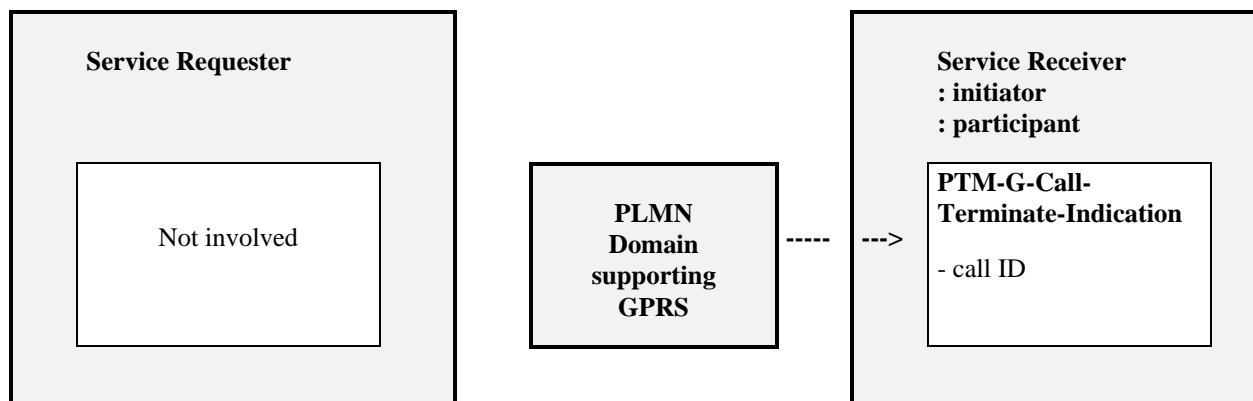 Service Requester
Not involved
PLMN
Domain
supporting
GPRS
----- --->
Service Receiver
: initiator
: participant
PTM-G-Call-
Terminate-Indication
- call ID